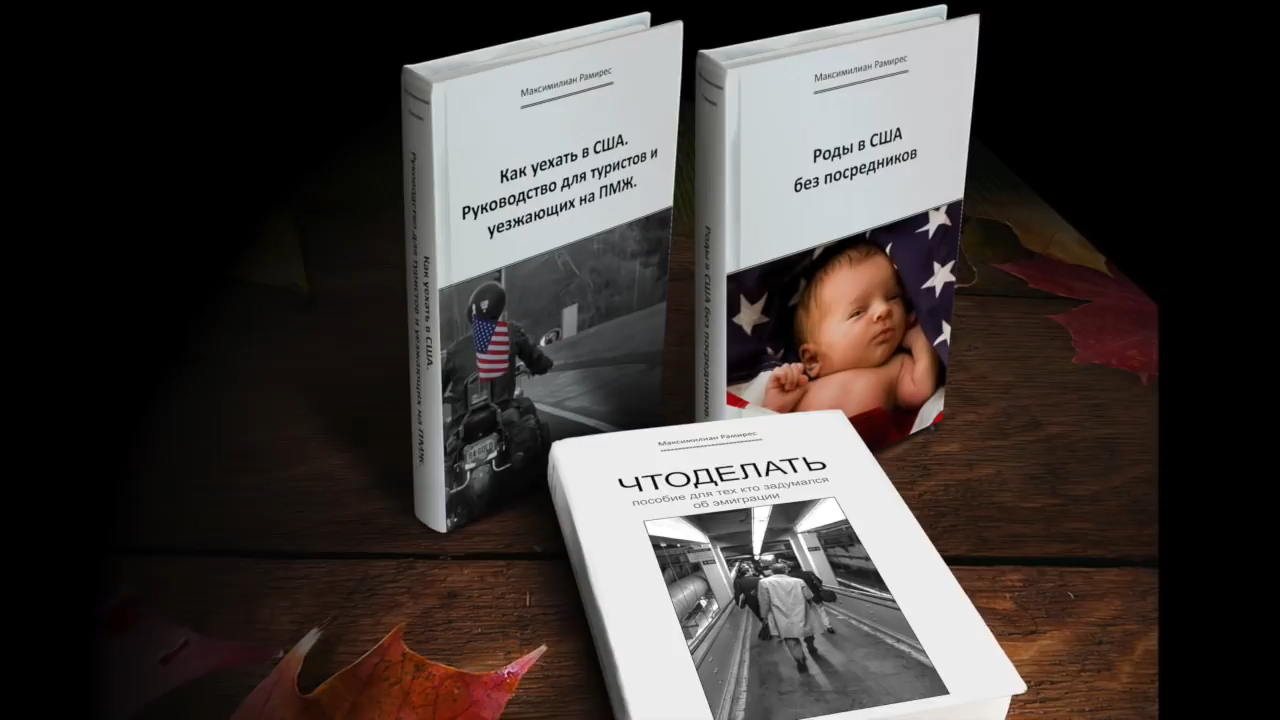 Максимилиан Рамирес
Как уехать в США.
Руководство для туристов и
уезжающих на ПМЖ.
Как уехать в США.
Руководство для туристов и уезжающих на ПМЖ.
Максимилиан Рамирес
Роды в США
без посредников
Роды в США без посредников
Максимилиан Рамирес
ЧТОДЕЛАТЬ
пособие для тех кто задумался
об эмиграции